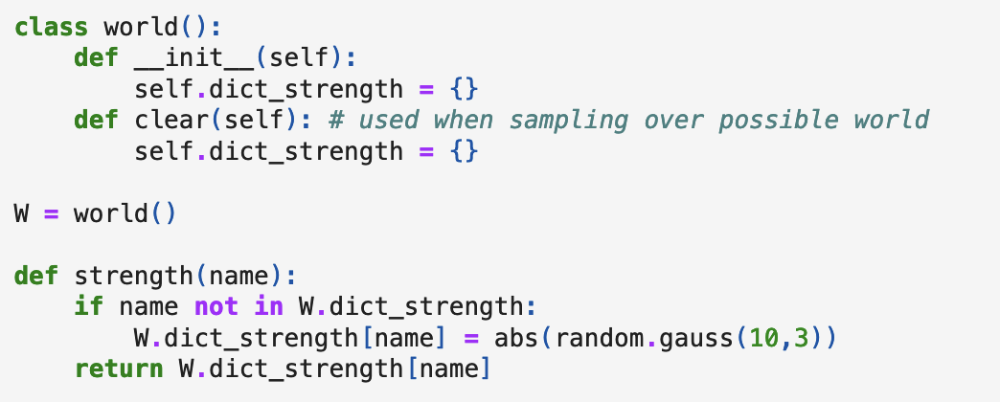 class world():
    def __init__(self):
        self.dict_strength = {}
    def clear(self): # used when sampling over possible world
        self.dict_strength = {}

W = world()

def strength(name):
    if name not in W.dict_strength:
        W.dict_strength[name] = abs(random.gauss(10,3))
    return W.dict_strength[name]